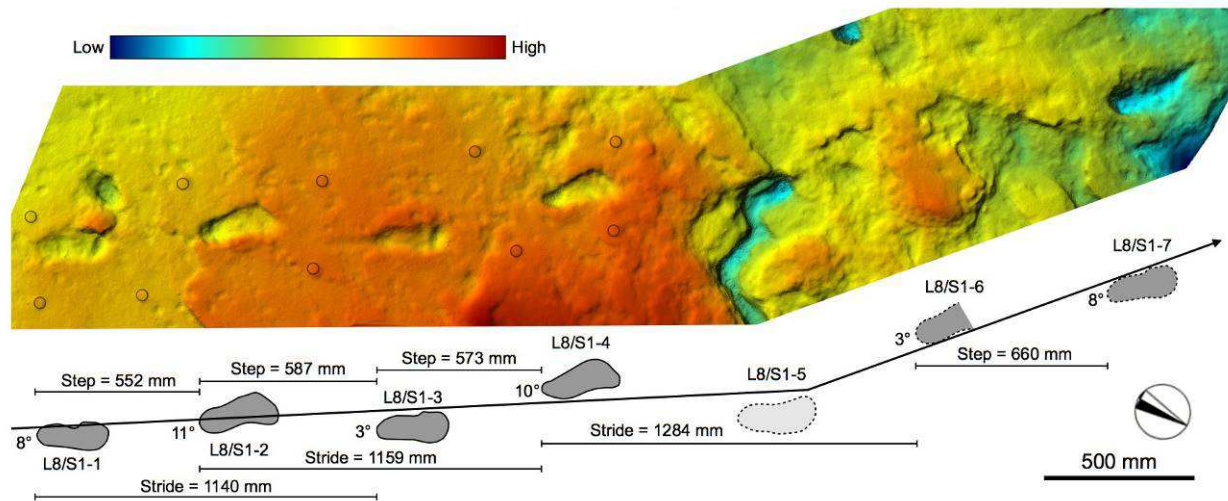 Low
High
L8/S1-7
8°
L8/S1-6
3°
Step = 660 mm
L8/S1-4
Step = 573 mm
Step = 587 mm
Step = 552 mm
10°
L8/S1-5
L8/S1-3
3°
11°
8°
L8/S1-2
L8/S1-1
Stride = 1284 mm
Stride = 1159 mm
Stride = 1140 mm
500 mm